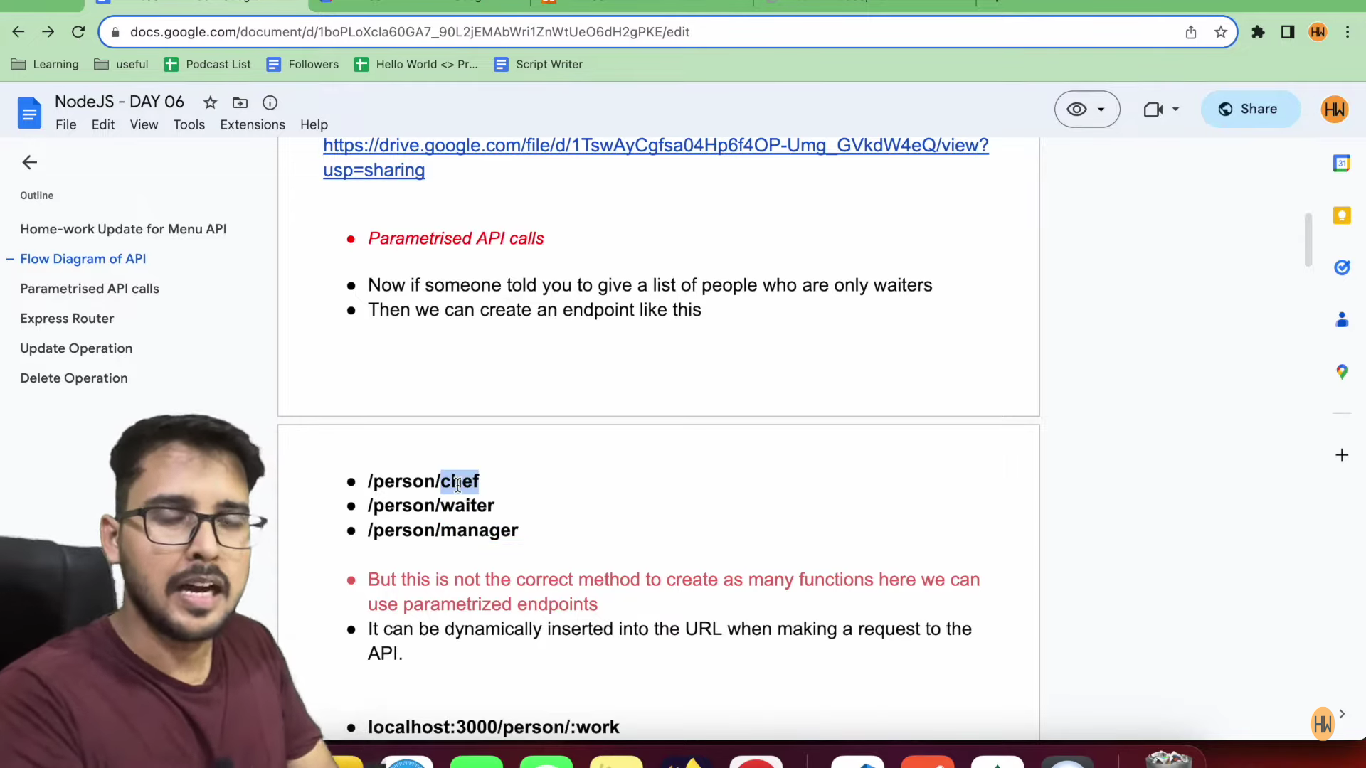 docs.google.com/document/d/1boPLoXcIa60GA7_90L2jEMAbWri1ZnWtUeO6dH2gPKE/edit
HW
Learning
useful
Podcast List
Followers
Hello World <> Pr...
Script Writer
NodeJS - DAY 06
Share
HW
File Edit View Tools Extensions Help
https://drive.google.com/file/d/1TswAyCgfsa04Hp6f4OP-Umg_GVkdW4eQ/view?
usp=sharing
Outline
Home-work Update for Menu API
Flow Diagram of API
Parametrised API calls
Express Router
Update Operation
Delete Operation
• Parametrised API calls
• Now if someone told you to give a list of people who are only waiters
• Then we can create an endpoint like this
• /person/chef
• /person/waiter
• /person/manager
• But this is not the correct method to create as many functions here we can
use parametrized endpoints
• It can be dynamically inserted into the URL when making a request to the
API.
• localhost:3000/person/:work
HW